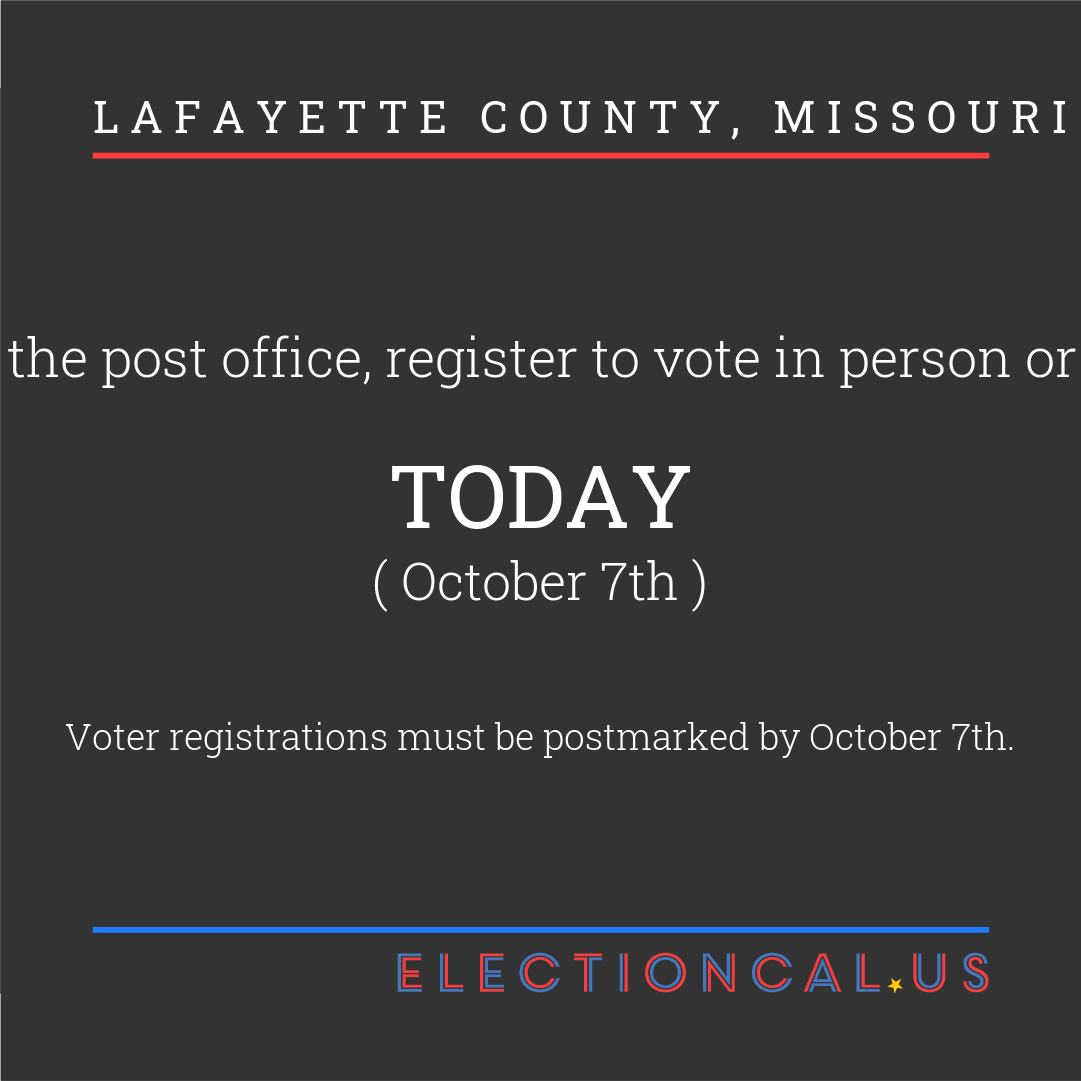 LAFAYETTE COUNTY, MISSOURI
the post office, register to vote in person or
TODAY
( October 7th )
Voter registrations must be postmarked by October 7th.
ELECTIONCAL.US